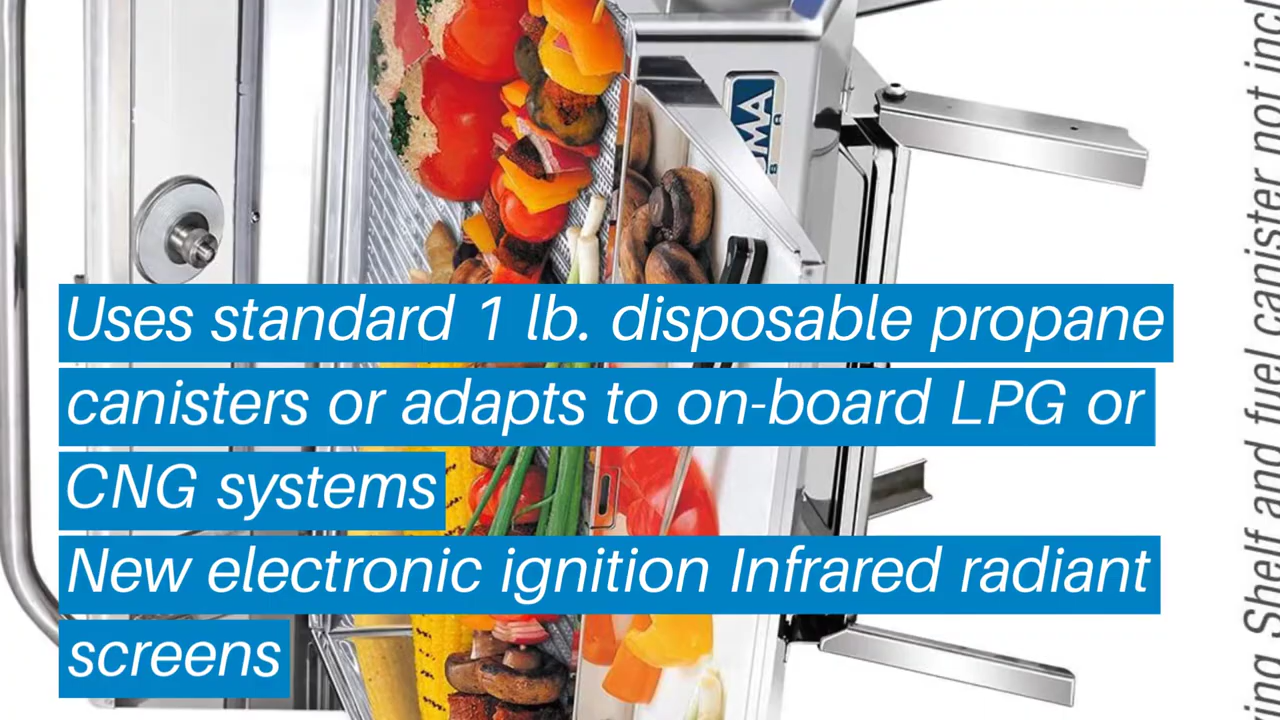 Uses standard 1 lb. disposable propane
canisters or adapts to on-board LPG or
CNG systems
New electronic ignition Infrared radiant
screens
Shelf and fuel canister not